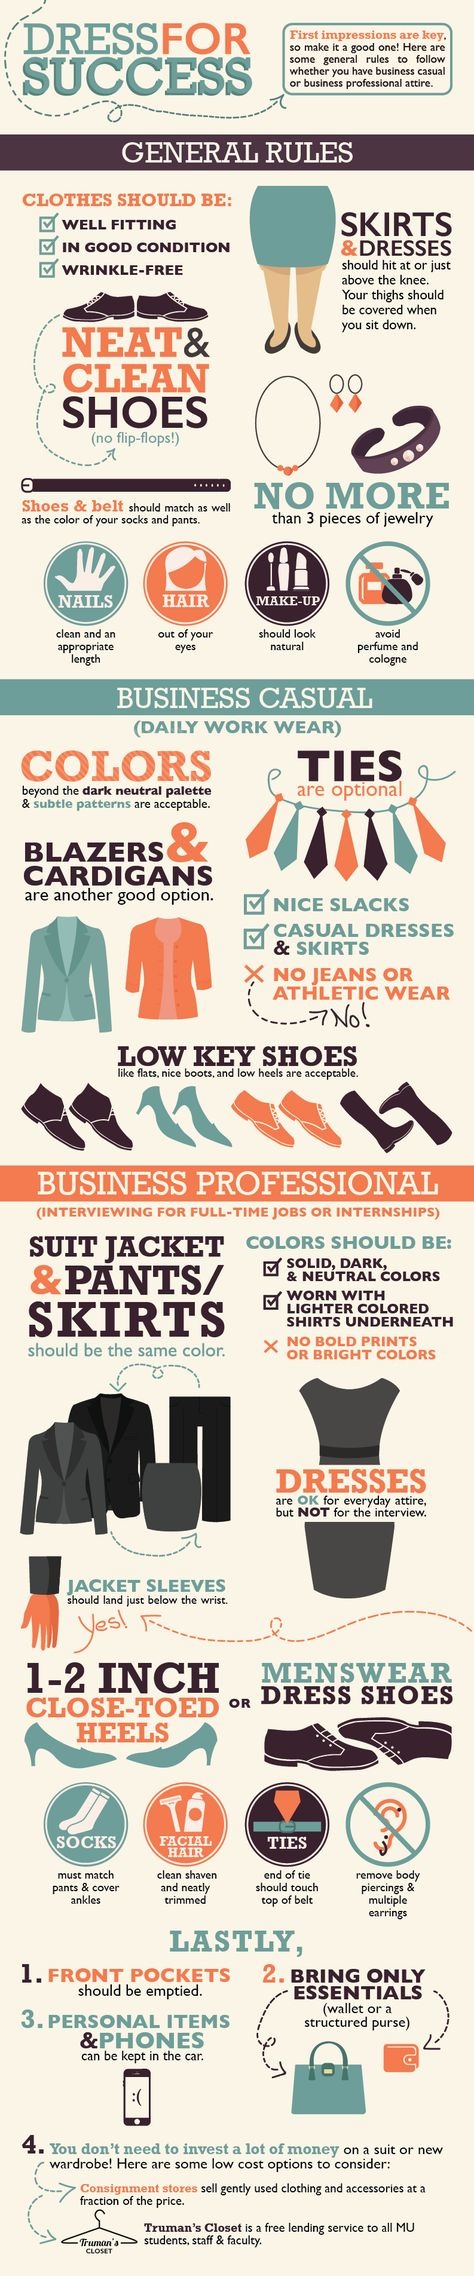 DRESSFOR
SUCCESS
First impressions are key,
so make it a good one! Here are
some general rules to follow
whether you have business casual
or business professional attire.
GENERAL RULES
CLOTHES SHOULD BE:
WELL FITTING
IN GOOD CONDITION
WRINKLE-FREE
SKIRTS
&DRESSES
should hit at or just
above the knee.
Your thighs should
be covered when
you sit down.
NEAT&
CLEAN
SHOES
(no flip-flops!)
Shoes & belt should match as well
as the color of your socks and pants.
NO MORE
than 3 pieces of jewelry
NAILS
clean and an
appropriate
length
HAIR
out of your
eyes
MAKE-UP
should look
natural
avoid
perfume and
cologne
BUSINESS CASUAL
(DAILY WORK WEAR)
COLORS
beyond the dark neutral palette
& subtle patterns are acceptable.
TIES
are optional
BLAZERS&
CARDIGANS
are another good option.
NICE SLACKS
CASUAL DRESSES
& SKIRTS
NO JEANS OR
ATHLETIC WEAR
No!
LOW KEY SHOES
like flats, nice boots, and low heels are acceptable.
BUSINESS PROFESSIONAL
(INTERVIEWING FOR FULL-TIME JOBS OR INTERNSHIPS)
SUIT JACKET
&PANTS/
SKIRTS
should be the same color.
COLORS SHOULD BE:
SOLID, DARK,
& NEUTRAL COLORS
WORN WITH
LIGHTER COLORED
SHIRTS UNDERNEATH
NO BOLD PRINTS
OR BRIGHT COLORS
DRESSES
are OK for everyday attire,
but NOT for the interview.
JACKET SLEEVES
should land just below the wrist.
Yes!
1-2 INCH
CLOSE-TOED
HEELS
OR
MENSWEAR
DRESS SHOES
SOCKS
must match
pants & cover
ankles
FACIAL
HAIR
clean shaven
and neatly
trimmed
TIES
end of tie
should touch
top of belt
remove body
piercings &
multiple
earrings
LASTLY,
1. FRONT POCKETS
should be emptied.
2. BRING ONLY
ESSENTIALS
(wallet or a
structured purse)
3. PERSONAL ITEMS
&PHONES
can be kept in the car.
:(
4. You don't need to invest a lot of money on a suit or new
wardrobe! Here are some low cost options to consider:
Consignment stores sell gently used clothing and accessories at a
fraction of the price.
Truman's
CLOSET
Truman's Closet is a free lending service to all MU
students, staff & faculty.